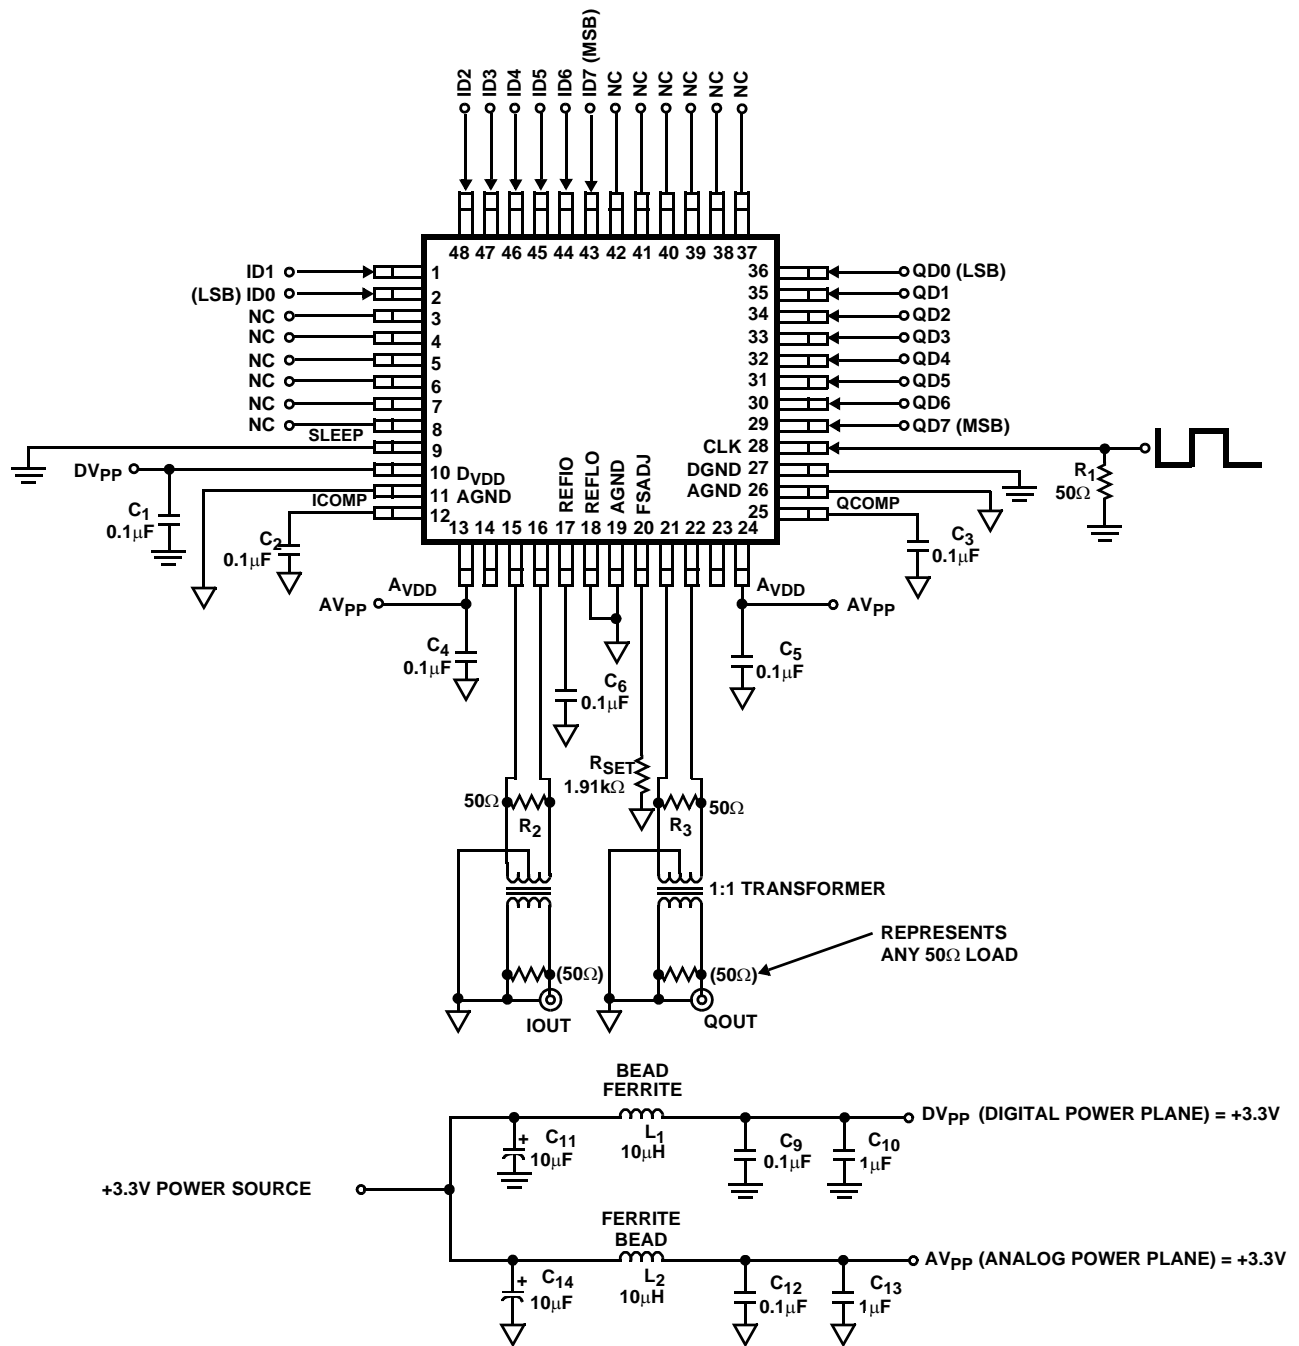 ID2
ID3
ID4
ID5
ID6
ID7 (MSB)
NC
NC
NC
NC
NC
NC
48 47 46 45 44 43 42 41 40 39 38 37
ID1 1
(LSB) ID0 2
NC 3
NC 4
NC 5
NC 6
NC 7
NC 8
SLEEP 9
DVPP 10 DVDD
11 AGND
ICOMP 12
36 QD0 (LSB)
35 QD1
34 QD2
33 QD3
32 QD4
31 QD5
30 QD6
29 QD7 (MSB)
CLK 28
DGND 27
AGND 26
25 QCOMP
R1
50Ω
REFIO
REFLO
AGND
FSADJ
13 14 15 16 17 18 19 20 21 22 23 24
C1
0.1µF
C2
0.1µF
C3
0.1µF
AVPP AVDD
AVDD AVPP
C4
0.1µF
C6
0.1µF
C5
0.1µF
RSET
1.91kΩ
50Ω
R2
R3
50Ω
1:1 TRANSFORMER
REPRESENTS
ANY 50Ω LOAD
(50Ω)
(50Ω)
IOUT
QOUT
BEAD
FERRITE
DVPP (DIGITAL POWER PLANE) = +3.3V
+ C11
10µF
L1
10µH
C9
0.1µF
C10
1µF
+3.3V POWER SOURCE
FERRITE
BEAD
AVPP (ANALOG POWER PLANE) = +3.3V
+ C14
10µF
L2
10µH
C12
0.1µF
C13
1µF